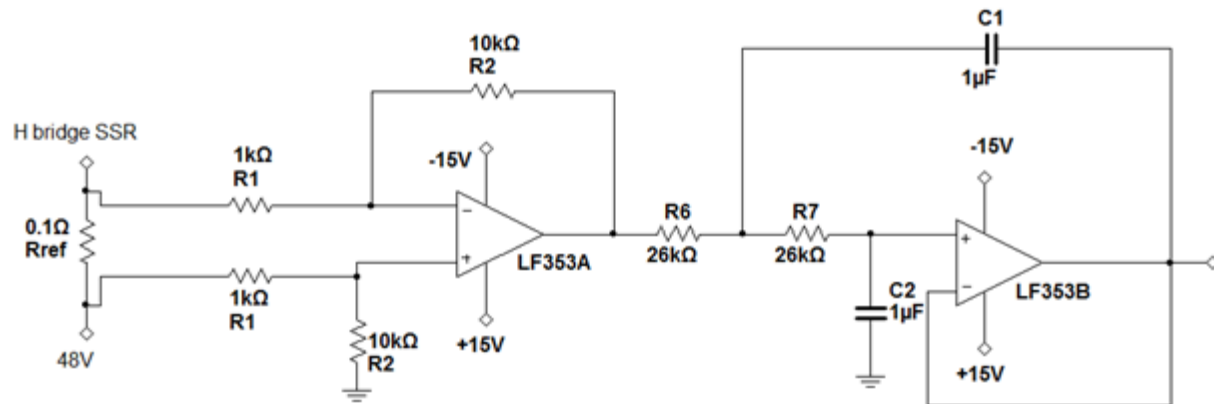 C1
1µF
10kΩ
R2
H bridge SSR
1kΩ
R1
-15V
-
+
LF353A
+15V
0.1Ω
Rref
1kΩ
R1
48V
10kΩ
R2
R6
26kΩ
R7
26kΩ
C2
1µF
-15V
+
-
LF353B
+15V